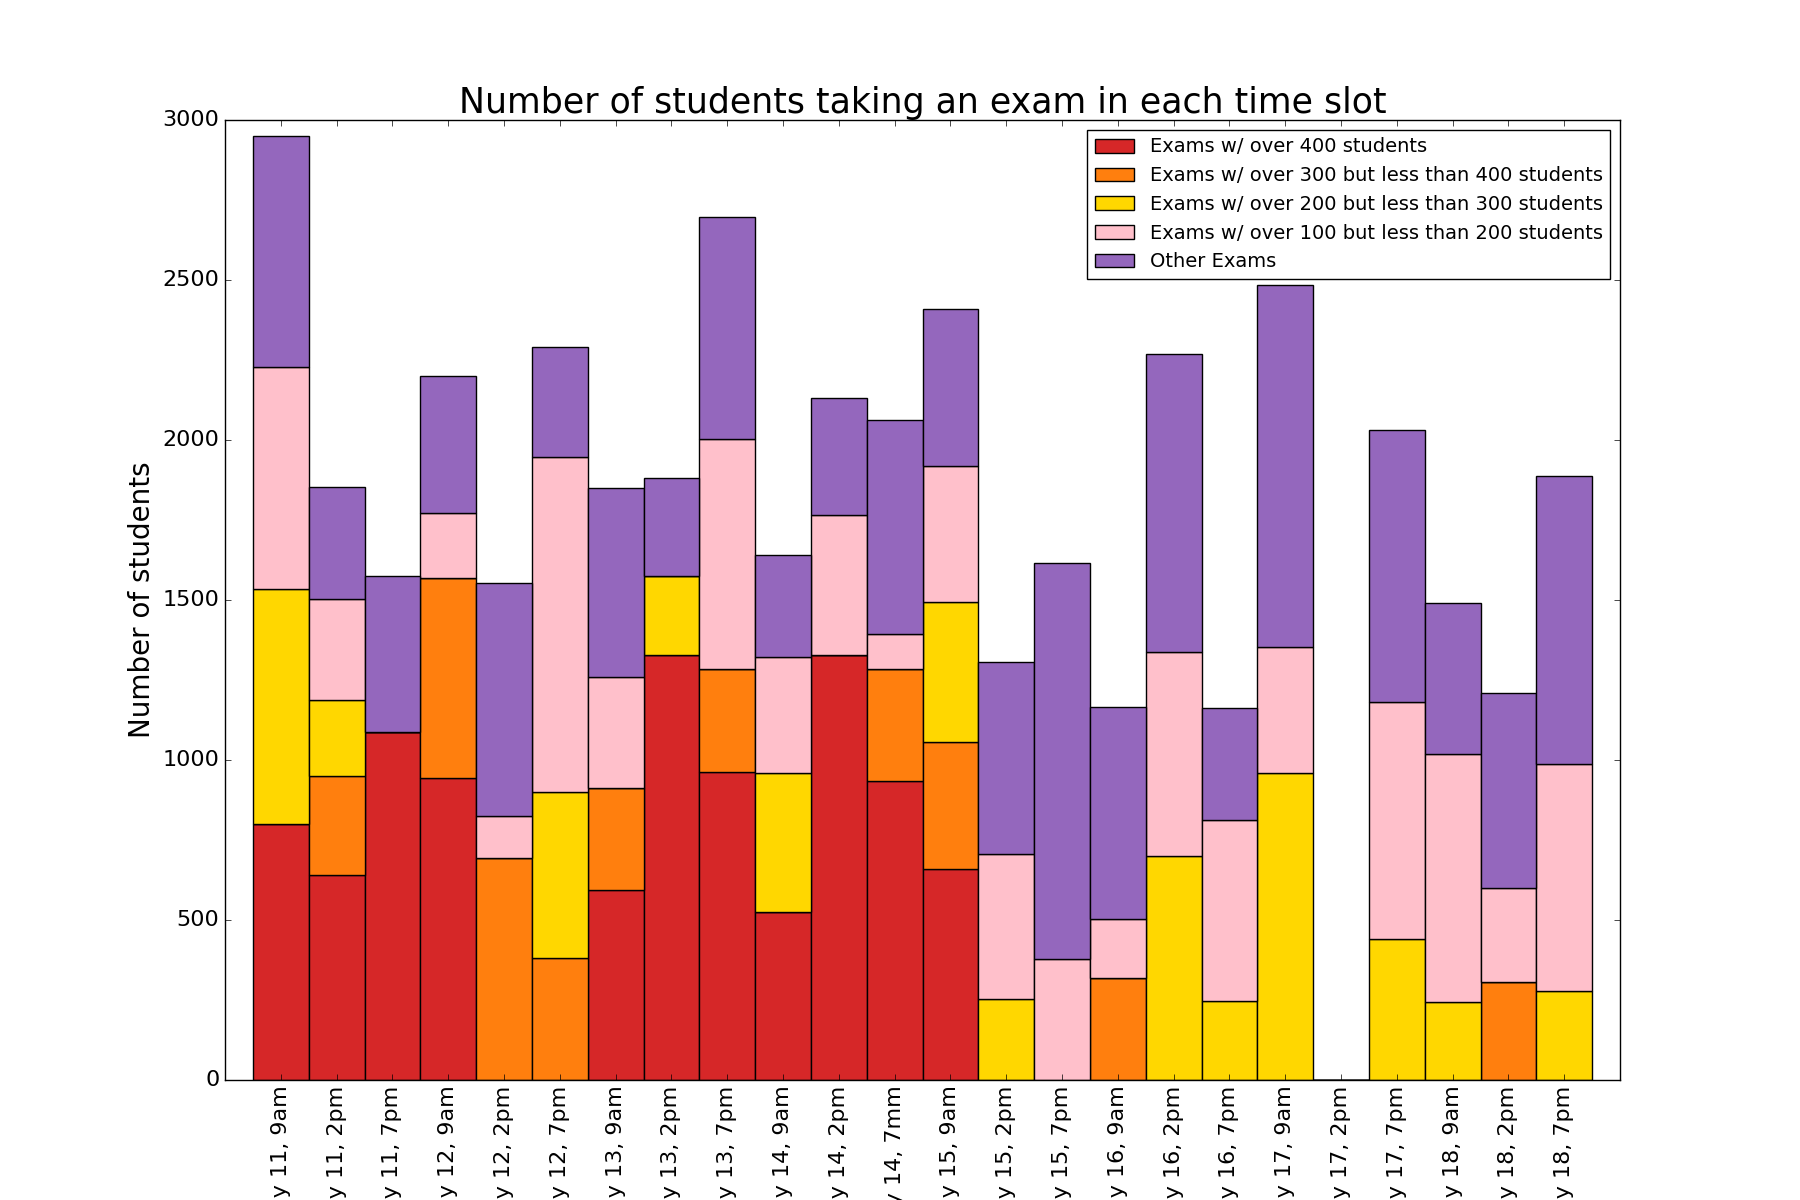 Number of students taking an exam in each time slot
3000
2500
2000
1500
1000
500
0
Number of students
Exams w/ over 400 students
Exams w/ over 300 but less than 400 students
Exams w/ over 200 but less than 300 students
Exams w/ over 100 but less than 200 students
Other Exams
y 11, 9am
y 11, 2pm
y 11, 7pm
y 12, 9am
y 12, 2pm
y 12, 7pm
y 13, 9am
y 13, 2pm
y 13, 7pm
y 14, 9am
y 14, 2pm
y 14, 7mm
y 15, 9am
y 15, 2pm
y 15, 7pm
y 16, 9am
y 16, 2pm
y 16, 7pm
y 17, 9am
y 17, 2pm
y 17, 7pm
y 18, 9am
y 18, 2pm
y 18, 7pm